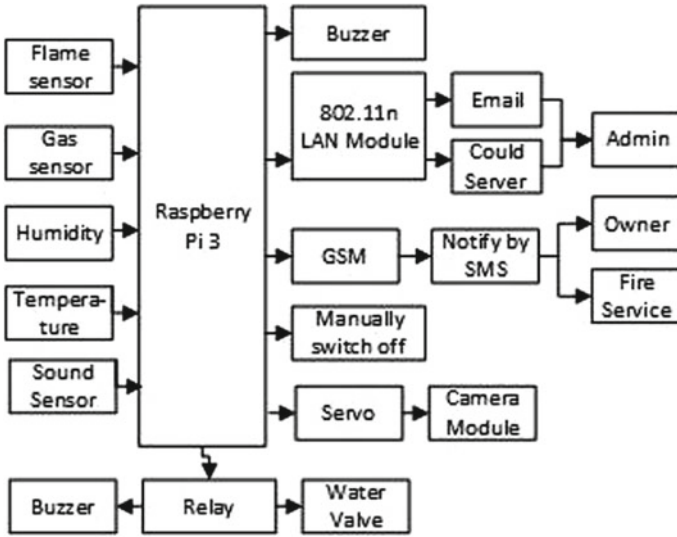 Flame
sensor
Gas
sensor
Humidity
Tempera-
ture
Sound
Sensor
Raspberry
Pi 3
Buzzer
802.11n
LAN Module
Email
Could
Server
Admin
GSM
Notify by
SMS
Owner
Fire
Service
Manually
switch off
Servo
Camera
Module
Buzzer
Relay
Water
Valve